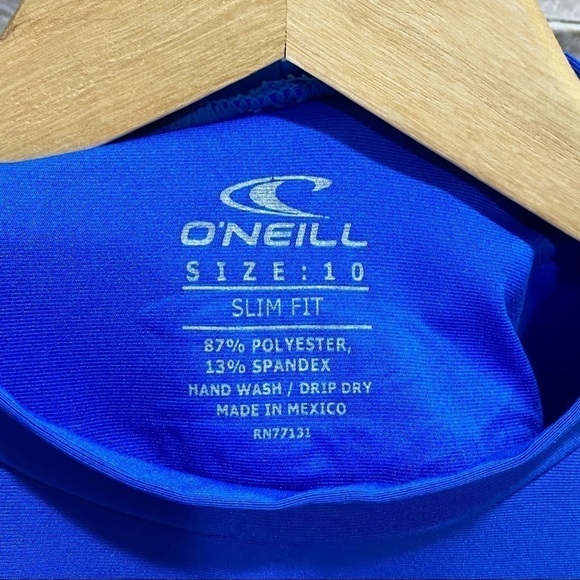 O'NEILL
SIZE:10
SLIM FIT
87% POLYESTER,
13% SPANDEX
HAND WASH / DRIP DRY
MADE IN MEXICO
RN77131